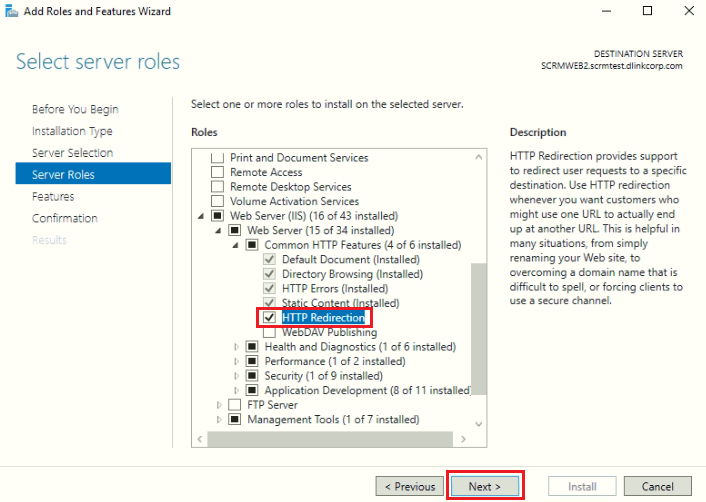 Add Roles and Features Wizard
Select server roles
DESTINATION SERVER
SCRMWEB2.scrmtest.dlinkcorp.com
Before You Begin
Installation Type
Server Selection
Server Roles
Features
Confirmation
Results
Select one or more roles to install on the selected server.
Roles
Print and Document Services
Remote Access
Remote Desktop Services
Volume Activation Services
Web Server (IIS) (16 of 43 installed)
Web Server (15 of 34 installed)
Common HTTP Features (4 of 6 installed)
Default Document (Installed)
Directory Browsing (Installed)
HTTP Errors (Installed)
Static Content (Installed)
HTTP Redirection
WebDAV Publishing
Health and Diagnostics (1 of 6 installed)
Performance (1 of 2 installed)
Security (1 of 9 installed)
Application Development (8 of 11 installed)
FTP Server
Management Tools (1 of 7 installed)
Description
HTTP Redirection provides support
to redirect user requests to a specific
destination. Use HTTP redirection
whenever you want customers who
might use one URL to actually end
up at another URL. This is helpful in
many situations, from simply
renaming your Web site, to
overcoming a domain name that is
difficult to spell, or forcing clients to
use a secure channel.
< Previous
Next >
Install
Cancel